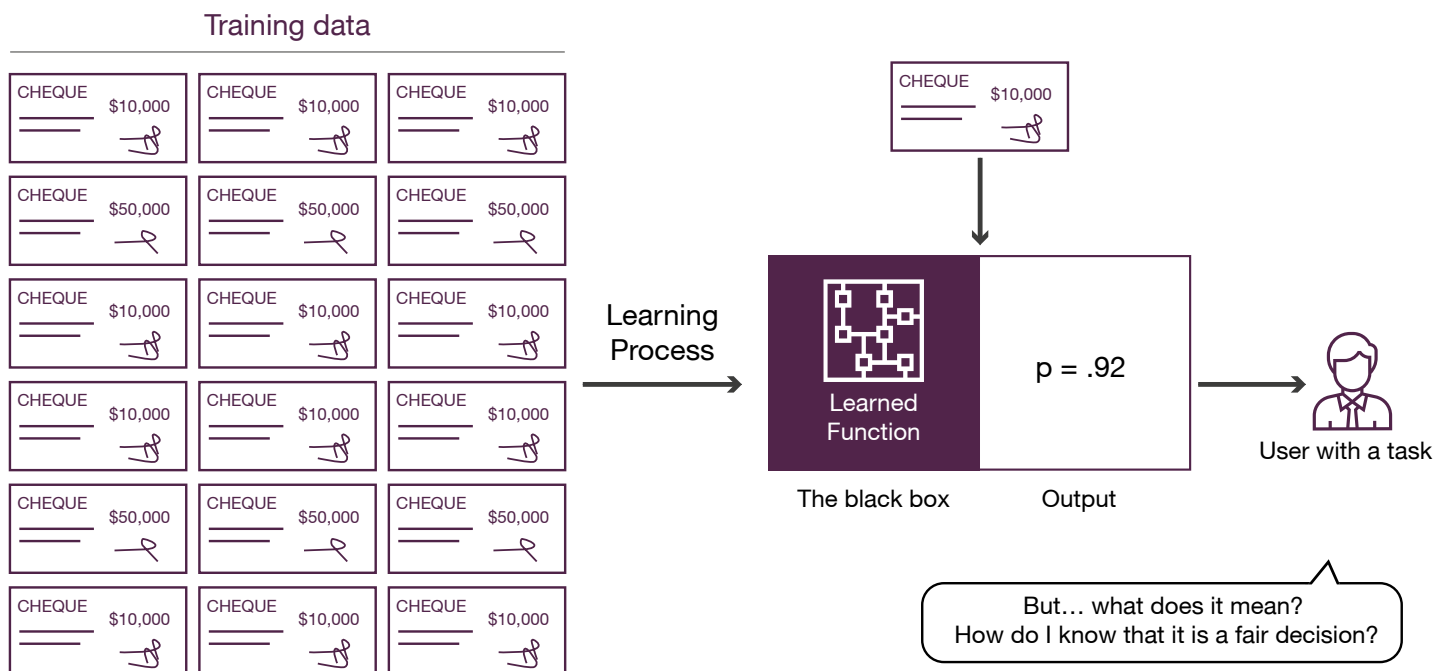 Training data
CHEQUE $10,000
CHEQUE $10,000
CHEQUE $10,000
CHEQUE $50,000
CHEQUE $50,000
CHEQUE $50,000
CHEQUE $10,000
CHEQUE $10,000
CHEQUE $10,000
CHEQUE $10,000
CHEQUE $10,000
CHEQUE $10,000
CHEQUE $50,000
CHEQUE $50,000
CHEQUE $50,000
CHEQUE $10,000
CHEQUE $10,000
CHEQUE $10,000
Learning
Process
CHEQUE $10,000
Learned
Function
p = .92
The black box
Output
User with a task
But... what does it mean?
How do I know that it is a fair decision?